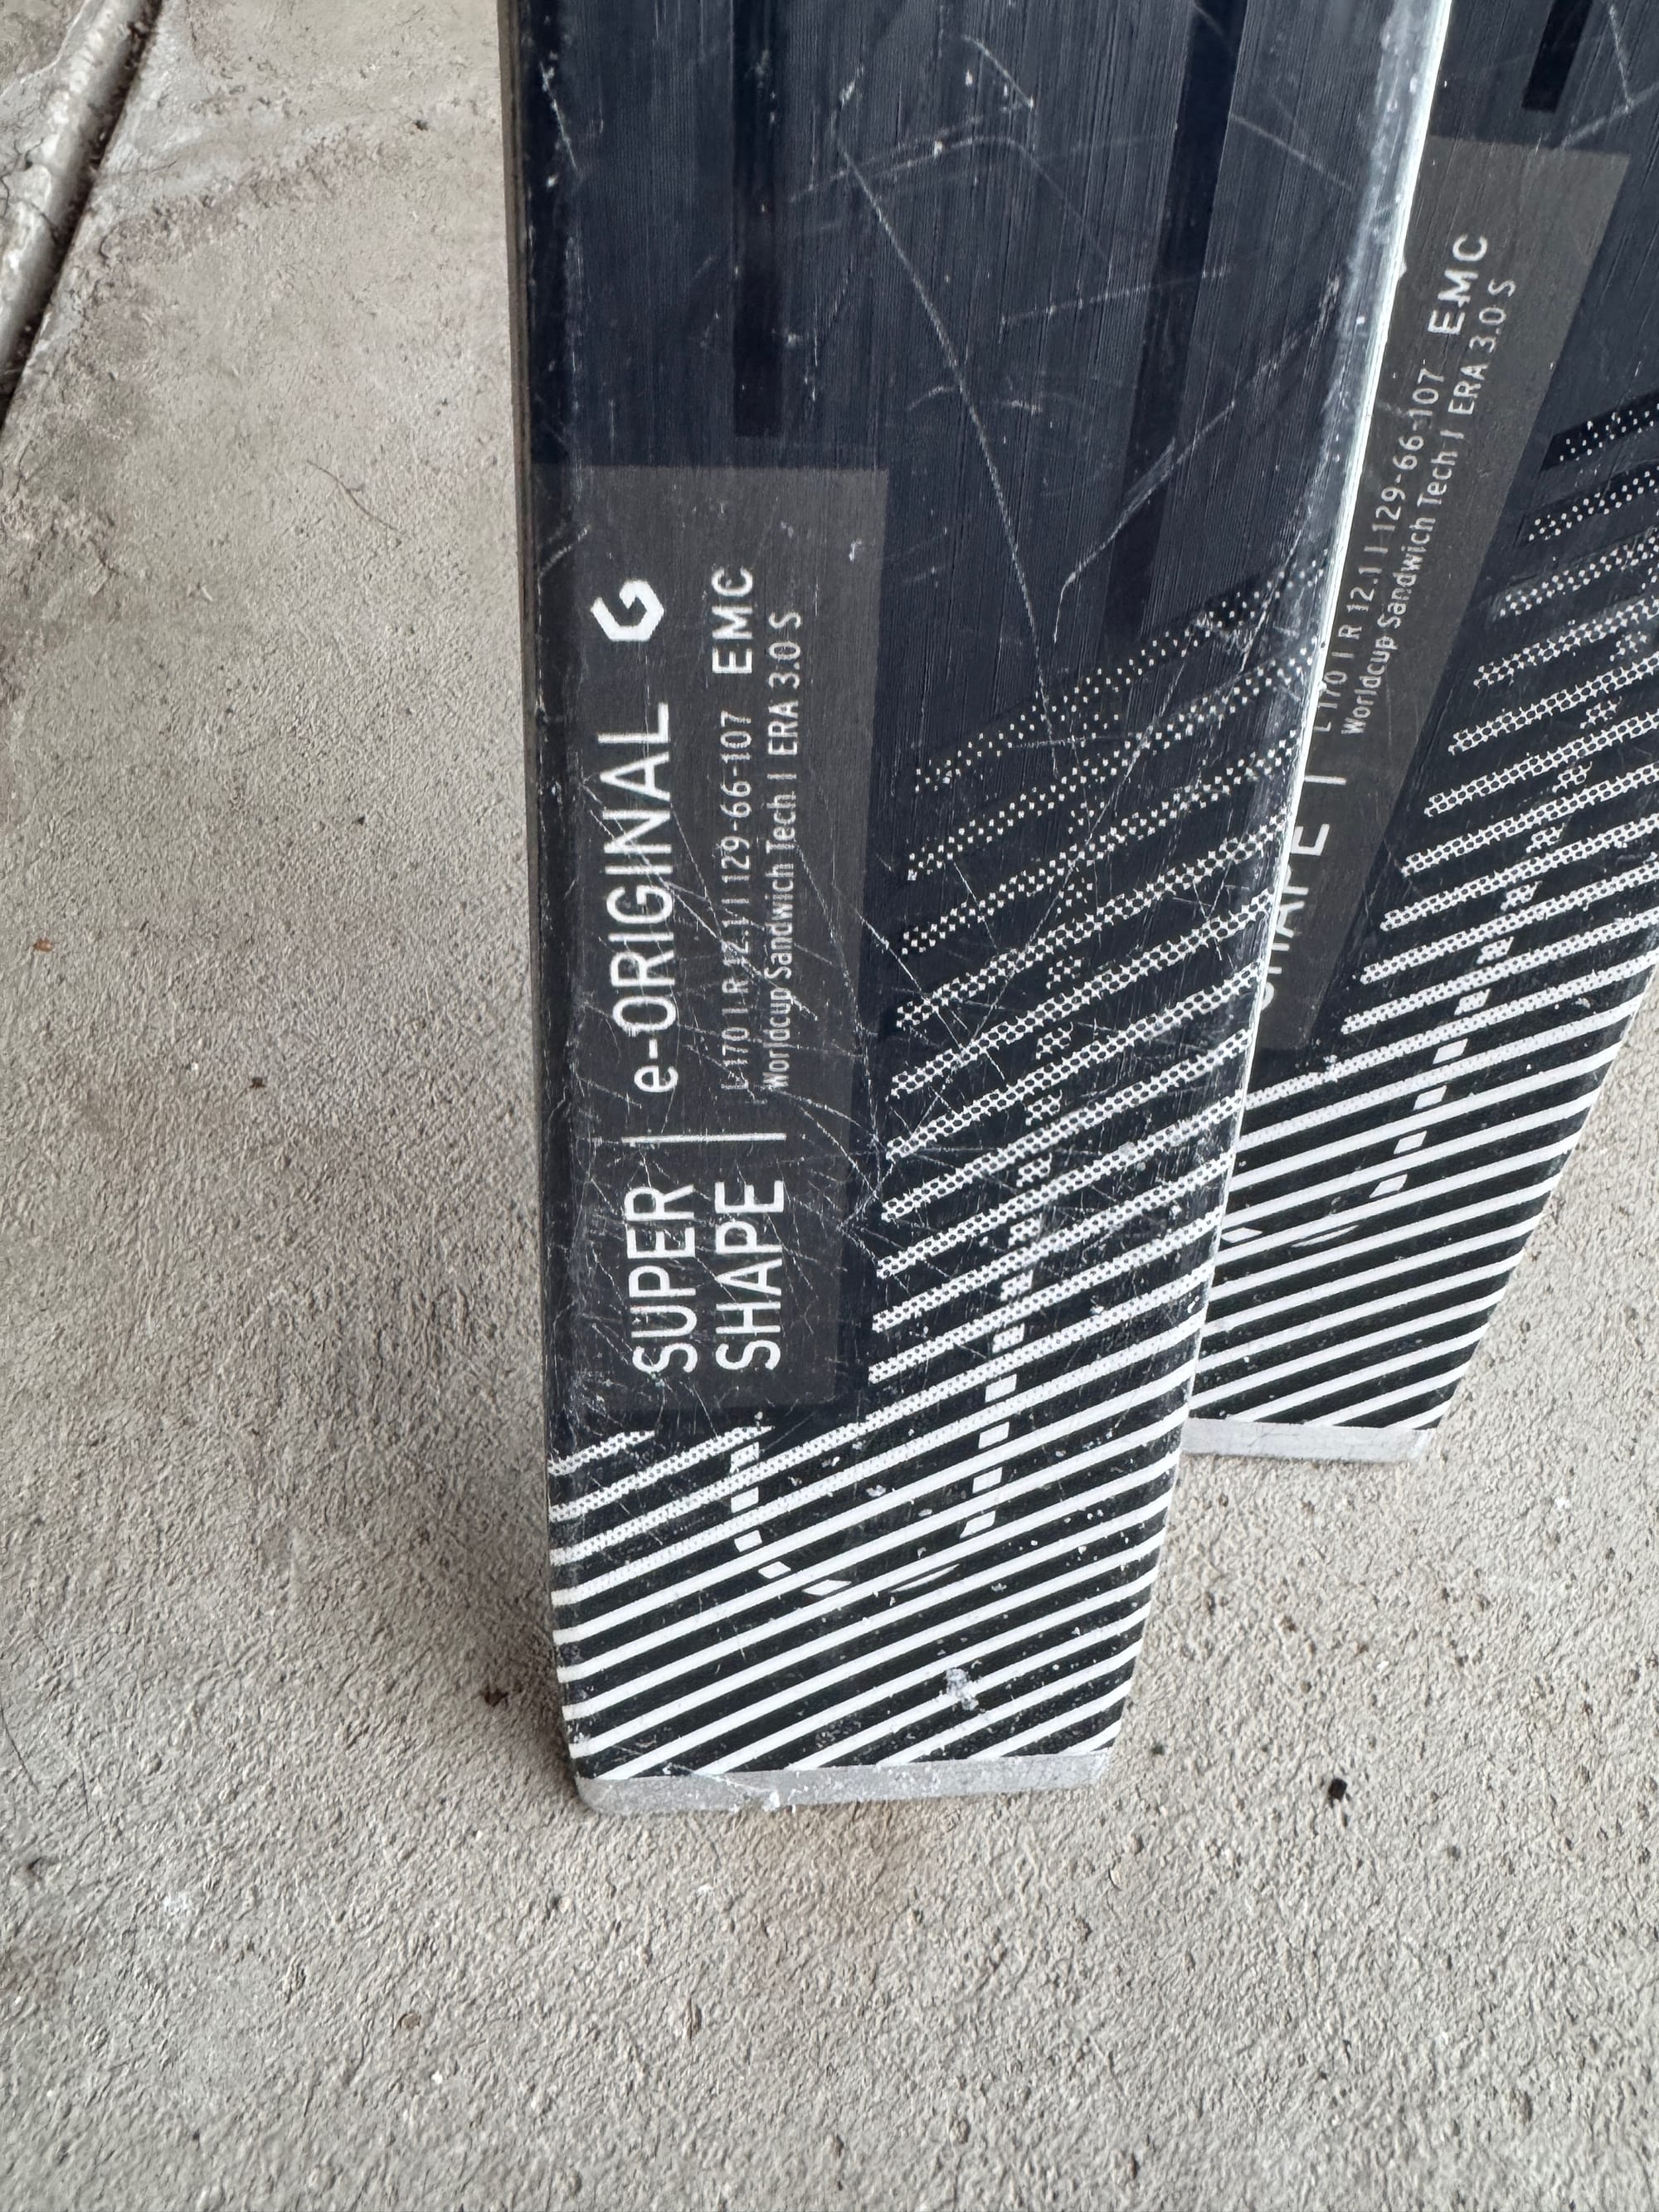 SUPER
SHAPE
e-ORIGINAL
L 170 I R 12.1 I 129-66-107 EMC
Worldcup Sandwich Tech I ERA 3.0 S
SHAPE
L 170 I R 12.1 I 129-66-107 EMC
Worldcup Sandwich Tech I ERA 3.0 S